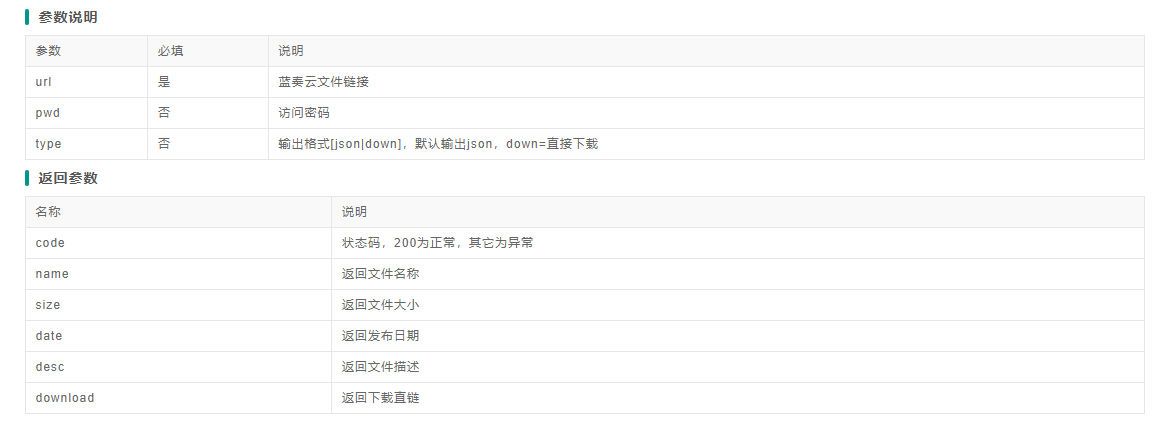 参数说明
参数 必填 说明
url 是 蓝奏云文件链接
pwd 否 访问密码
type 否 输出格式[json|down]，默认输出json，down=直接下载
返回参数
名称 说明
code 状态码，200为正常，其它为异常
name 返回文件名称
size 返回文件大小
date 返回发布日期
desc 返回文件描述
download 返回下载直链